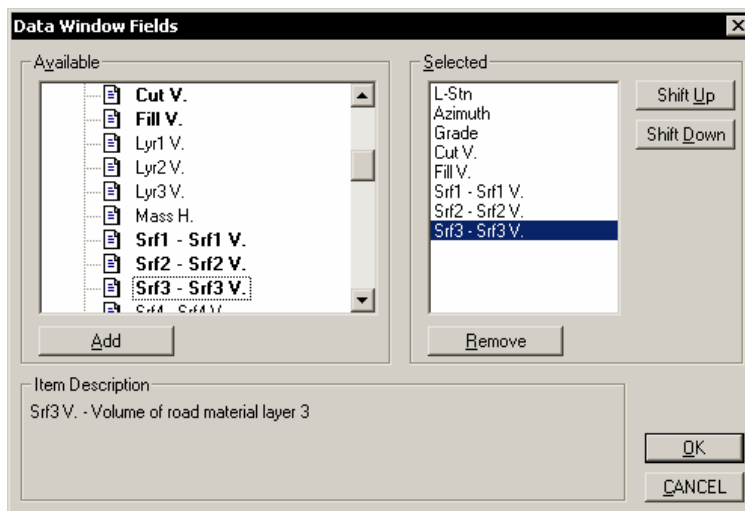 Data Window Fields
Available
Cut V.
Fill V.
Lyr1 V.
Lyr2 V.
Lyr3 V.
Mass H.
Srf1 - Srf1 V.
Srf2 - Srf2 V.
Srf3 - Srf3 V.
Srf4 - Srf4 V.
Add
Selected
L-Stn
Azimuth
Grade
Cut V.
Fill V.
Srf1 - Srf1 V.
Srf2 - Srf2 V.
Srf3 - Srf3 V.
Remove
Shift Up
Shift Down
Item Description
Srf3 V. - Volume of road material layer 3
OK
CANCEL